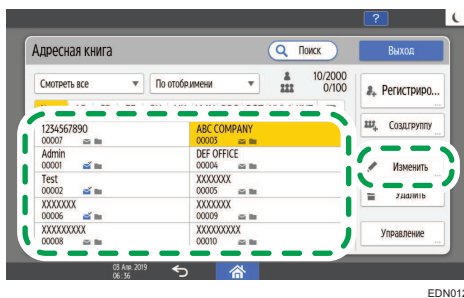 ?
Адресная книга
Поиск
Выход
Смотреть все
По отобр.имени
10/2000
0/100
Регистриро...
Созд.группу
1234567890
00007
ABC COMPANY
00003
Admin
00001
DEF OFFICE
00004
Изменить
Test
00002
XXXXXXX
00005
Удалить
XXXXXXX
00006
XXXXXXX
00009
XXXXXXXXX
00008
XXXXXXXXX
00010
Управление
03 Апр. 2019
06:36
EDN012